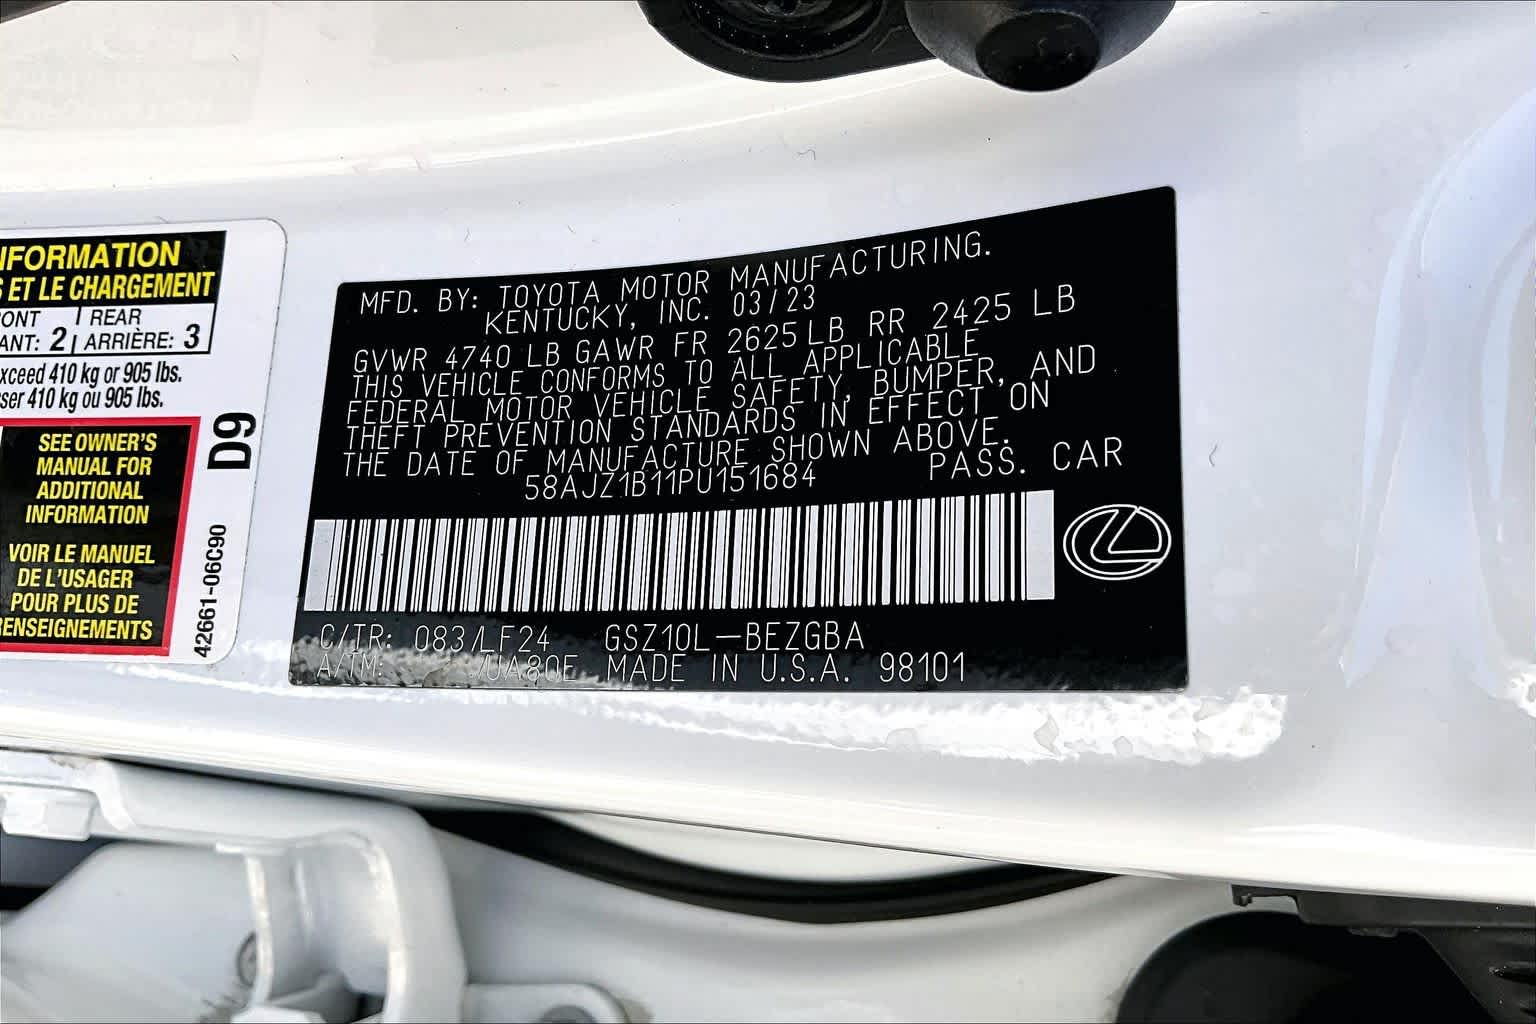 NFORMATION
S ET LE CHARGEMENT
ONT 2 REAR
ANT: 2 ARRIÈRE: 3
xceed 410 kg or 905 lbs.
ser 410 kg ou 905 lbs.
SEE OWNER'S
MANUAL FOR
ADDITIONAL
INFORMATION
VOIR LE MANUEL
DE L'USAGER
POUR PLUS DE
RENSEIGNEMENTS
D9
42661-06C90
MFD. BY: TOYOTA MOTOR MANUFACTURING.
KENTUCKY, INC. 03/23
GVWR 4740 LB GAWR FR 2625 LB RR 2425 LB
THIS VEHICLE CONFORMS TO ALL APPLICABLE
FEDERAL MOTOR VEHICLE SAFETY, BUMPER, AND
THEFT PREVENTION STANDARDS IN EFFECT ON
THE DATE OF MANUFACTURE SHOWN ABOVE.
58AJZ1B11PU151684 PASS. CAR
C/TR: 083/LF24 GSZ10L-BEZGBA
A/TM: /UA80E MADE IN U.S.A. 98101